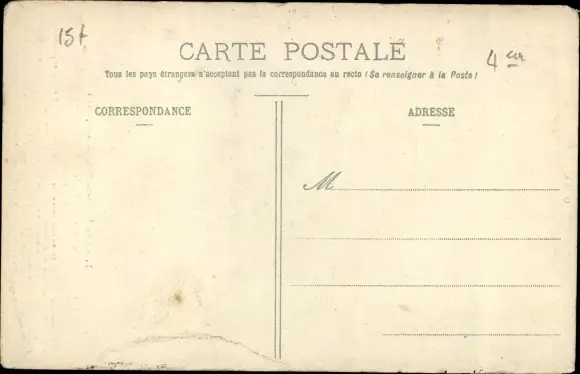 15f
CARTE POSTALE
4
Tous les pays étrangers n'acceptant pas la correspondance au recto (Se renseigner à la Poste)
CORRESPONDANCE
ADRESSE
M